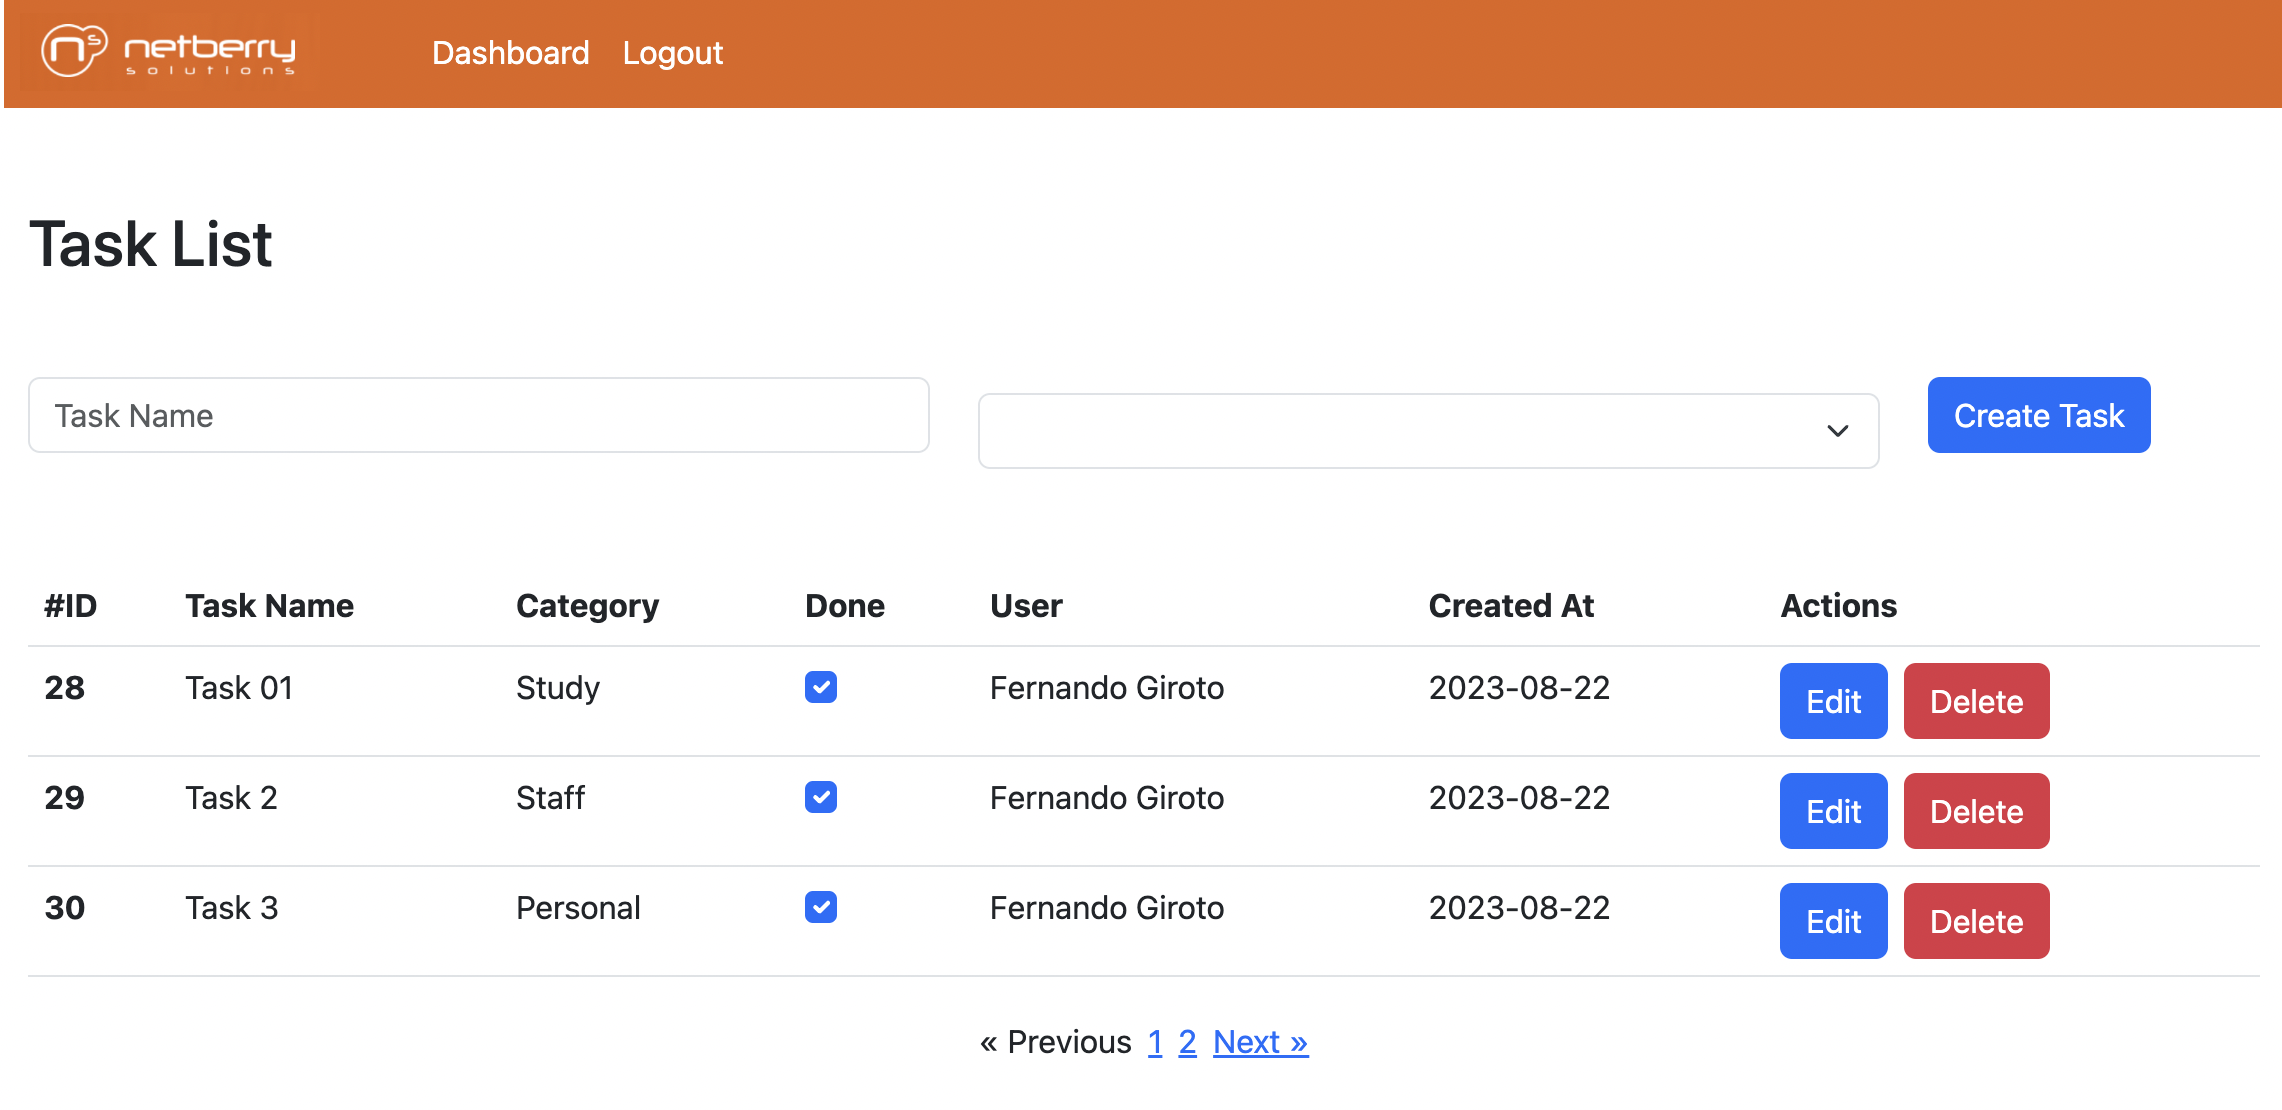 ns netberry solutions Dashboard Logout
Task List
Task Name Create Task
#ID Task Name Category Done User Created At Actions
28 Task 01 Study Fernando Giroto 2023-08-22 Edit Delete
29 Task 2 Staff Fernando Giroto 2023-08-22 Edit Delete
30 Task 3 Personal Fernando Giroto 2023-08-22 Edit Delete
« Previous 1 2 Next »